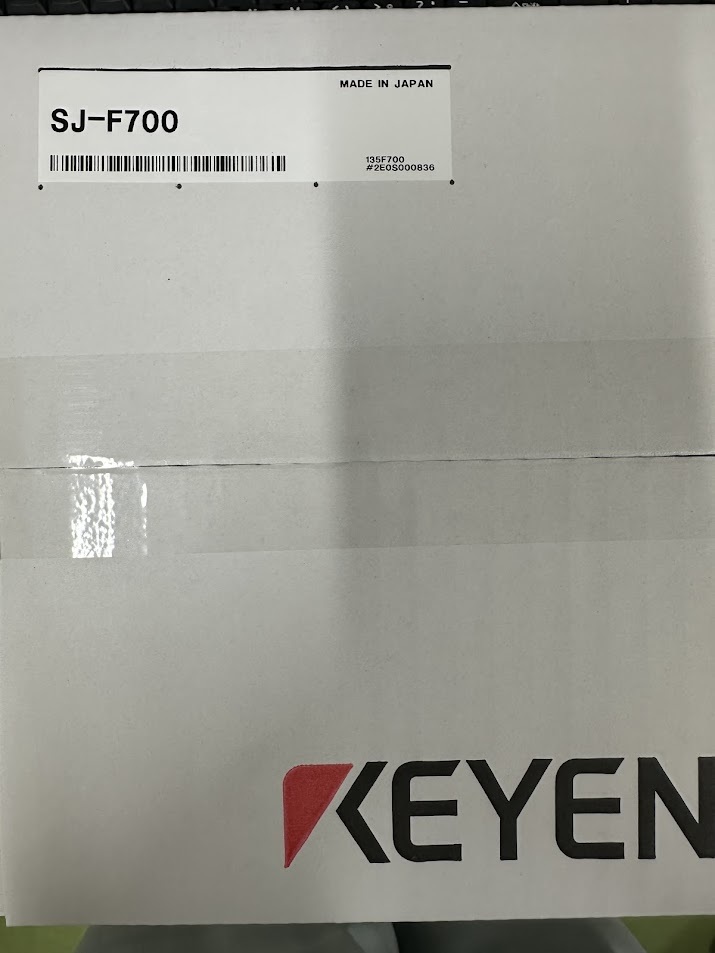 MADE IN JAPAN
SJ-F700
135F700
#2E0S000836
KEYEN